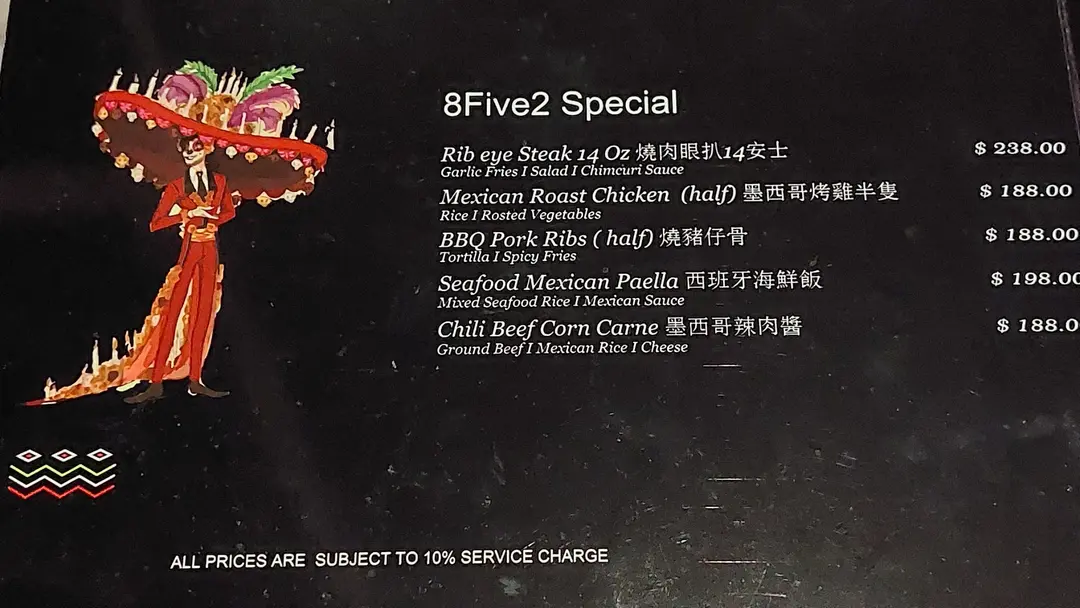 8Five2 Special
Rib eye Steak 14 Oz 燒肉眼扒14安士 $ 238.00
Garlic Fries I Salad I Chimcuri Sauce
Mexican Roast Chicken (half) 墨西哥烤雞半隻 $ 188.00
Rice I Rosted Vegetables
BBQ Pork Ribs ( half) 燒豬仔骨 $ 188.00
Tortilla I Spicy Fries
Seafood Mexican Paella 西班牙海鮮飯 $ 198.00
Mixed Seafood Rice I Mexican Sauce
Chili Beef Corn Carne 墨西哥辣肉醬 $ 188.0
Ground Beef I Mexican Rice I Cheese
ALL PRICES ARE SUBJECT TO 10% SERVICE CHARGE